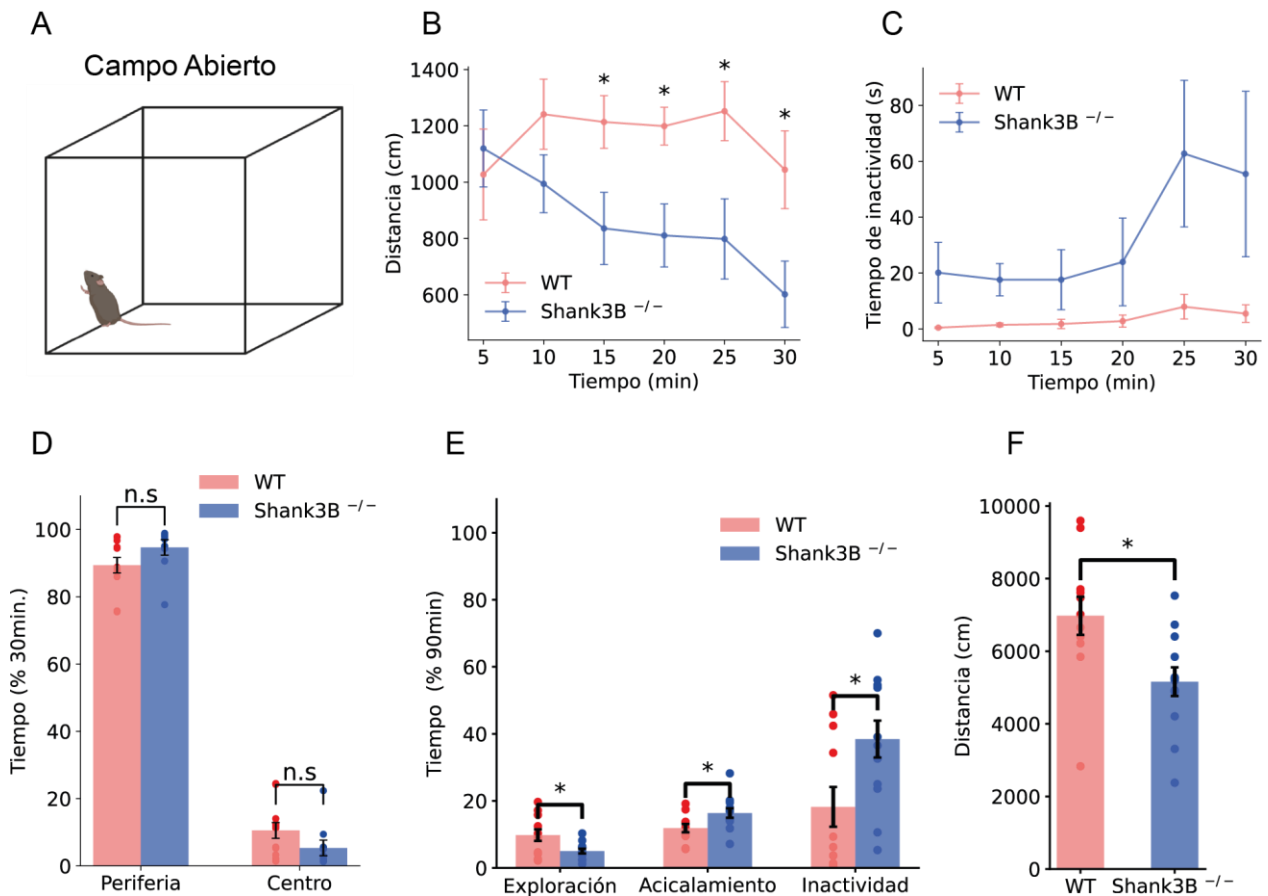 A
Campo Abierto
B
1400
1200
1000
800
600
Distancia (cm)
*
*
*
*
WT
Shank3B −/−
5
10
15
20
25
30
Tiempo (min)
C
80
60
40
20
0
Tiempo de inactividad (s)
WT
Shank3B −/−
5
10
15
20
25
30
Tiempo (min)
D
WT
Shank3B −/−
100
80
60
40
20
0
Tiempo (% 30min.)
n.s
n.s
Periferia
Centro
E
WT
Shank3B −/−
100
80
60
40
20
0
Tiempo (% 90min)
*
*
*
Exploración
Acicalamiento
Inactividad
F
10000
8000
6000
4000
2000
0
Distancia (cm)
*
WT
Shank3B −/−